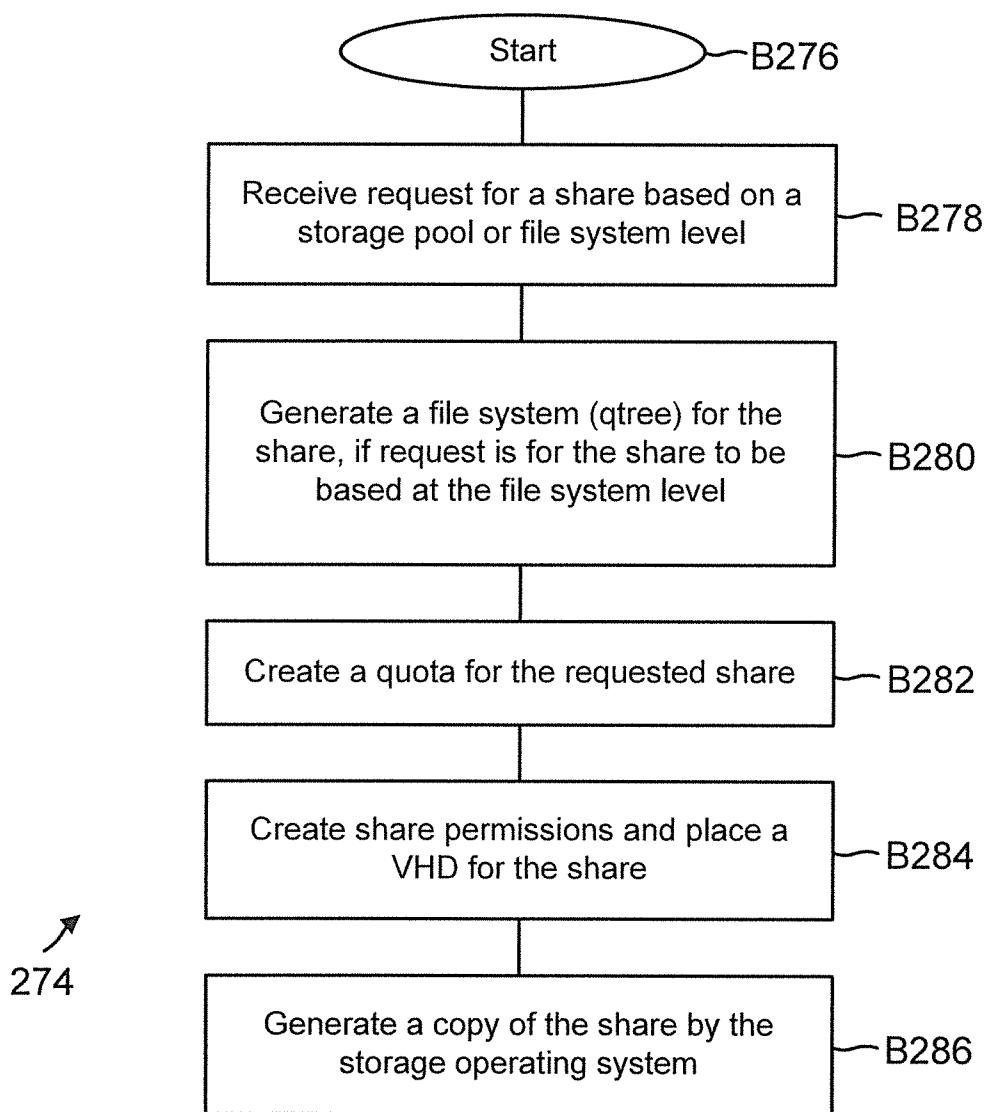 Start
B276
Receive request for a share based on a
storage pool or file system level
B278
Generate a file system (qtree) for the
share, if request is for the share to be
based at the file system level
B280
Create a quota for the requested share
B282
Create share permissions and place a
VHD for the share
B284
274
Generate a copy of the share by the
storage operating system
B286